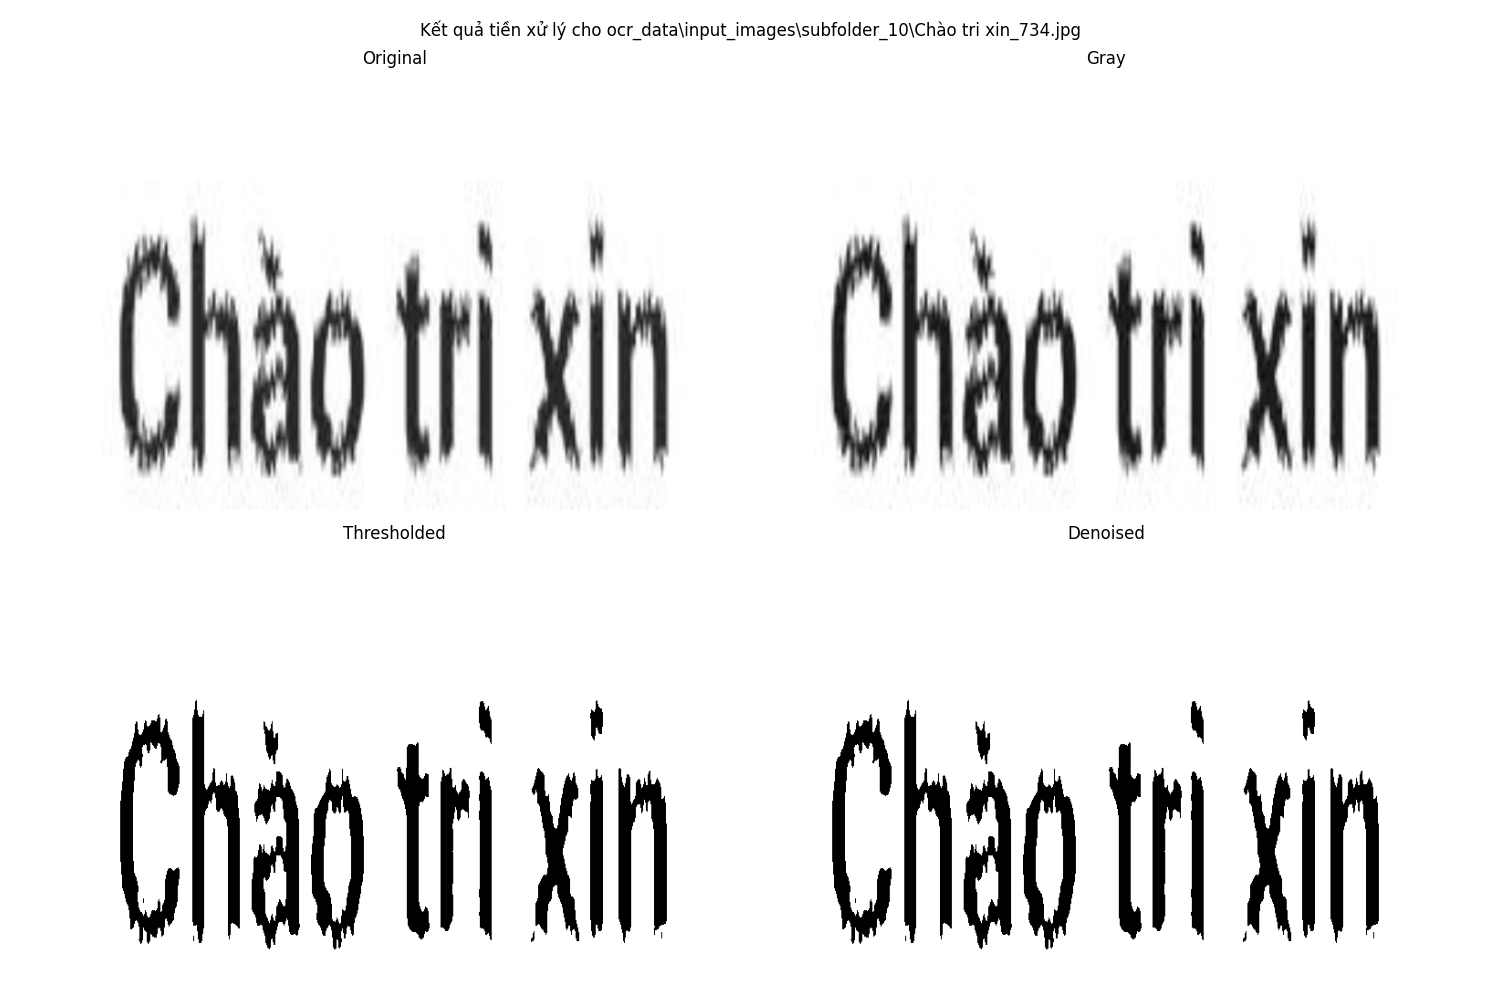 Kết quả tiền xử lý cho ocr_data\input_images\subfolder_10\Chào tri xin_734.jpg
Original
Gray
Chào tri xin
Chào tri xin
Thresholded
Denoised
Chào tri xin
Chào tri xin